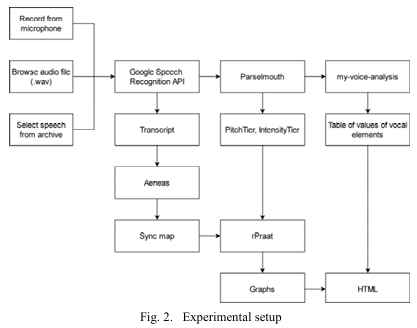 Record from
microphone
Browse audio file
(.wav)
Select speech
from archive
Google Speech
Recognition API
Parselmouth
my-voice-analysis
Transcript
PitchTier, IntensityTier
Table of values of vocal
elements
Aeneas
Sync map
rPraat
Graphs
HTML
Fig. 2. Experimental setup